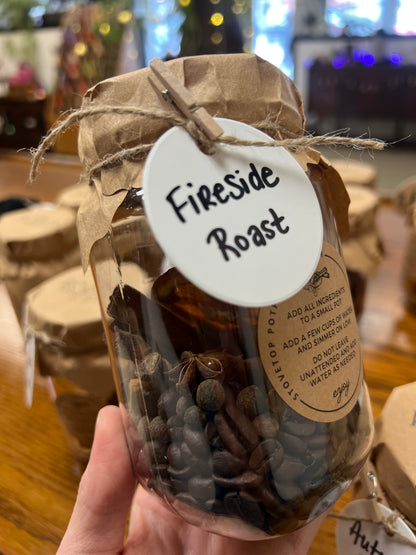 Fireside
Roast
STOVETOP POT
ADD ALL INGREDIENTS
TO A SMALL POT.
ADD A FEW CUPS OF WATER
AND SIMMER ON LOW.
DO NOT LEAVE
UNATTENDED AND ADD
WATER AS NEEDED.
enjoy